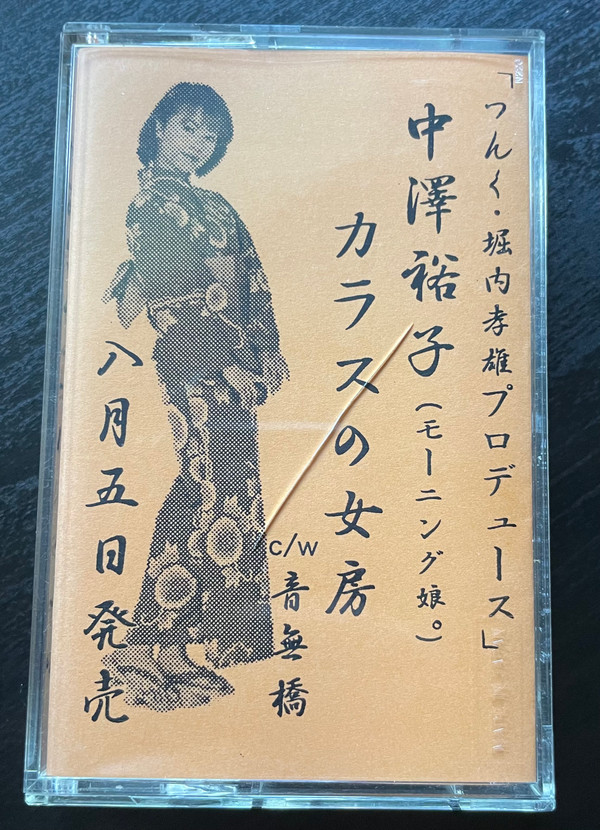 「つんく・堀内孝雄プロデュース」
中澤裕子(モーニング娘。)
カラスの女房
c/w
音無橋
八月五日発売